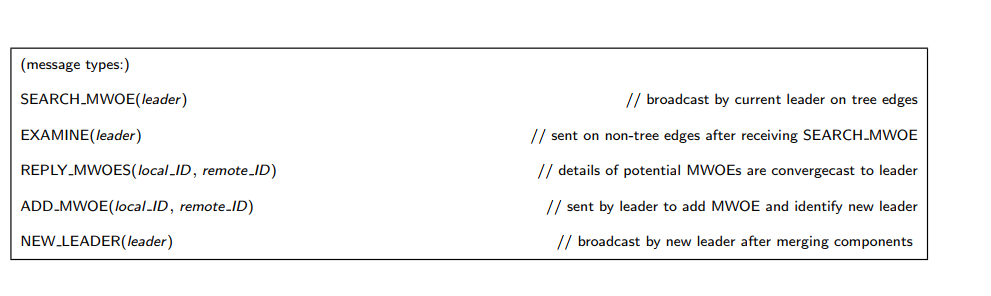 (message types:)
SEARCH_MWOE(leader) // broadcast by current leader on tree edges
EXAMINE(leader) // sent on non-tree edges after receiving SEARCH_MWOE
REPLY_MWOES(local_ID, remote_ID) // details of potential MWOEs are convergecast to leader
ADD_MWOE(local_ID, remote_ID) // sent by leader to add MWOE and identify new leader
NEW_LEADER(leader) // broadcast by new leader after merging components